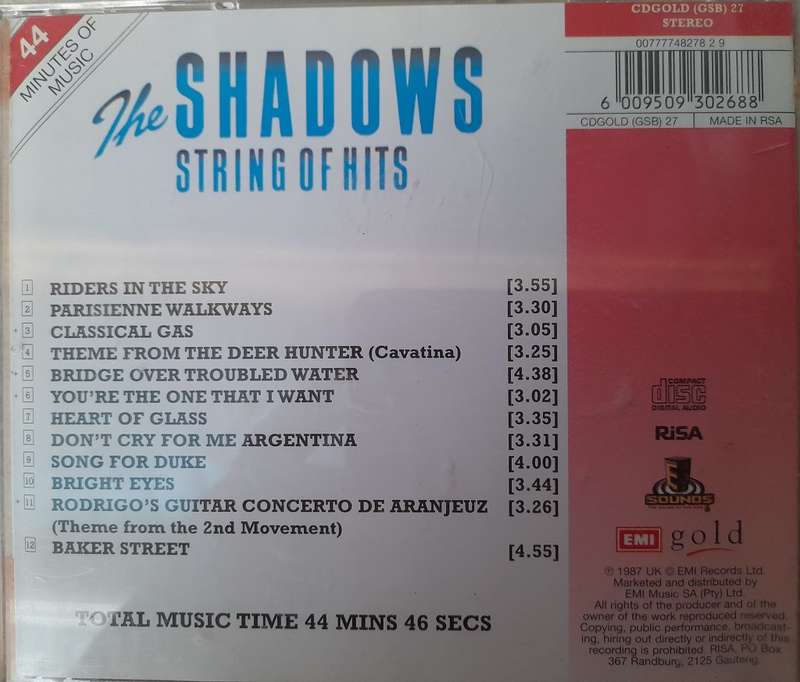 44
MINUTES OF
MUSIC
The SHADOWS
STRING OF HITS
CDGOLD (GSB) 27
STEREO
00777748278 2 9
6 009509 302688
CDGOLD (GSB) 27
MADE IN RSA
1 RIDERS IN THE SKY [3.55]
2 PARISIENNE WALKWAYS [3.30]
3 CLASSICAL GAS [3.05]
4 THEME FROM THE DEER HUNTER (Cavatina) [3.25]
5 BRIDGE OVER TROUBLED WATER [4.38]
6 YOU'RE THE ONE THAT I WANT [3.02]
7 HEART OF GLASS [3.35]
8 DON'T CRY FOR ME ARGENTINA [3.31]
9 SONG FOR DUKE [4.00]
10 BRIGHT EYES [3.44]
11 RODRIGO'S GUITAR CONCERTO DE ARANJEUZ [3.26]
(Theme from the 2nd Movement)
12 BAKER STREET [4.55]
TOTAL MUSIC TIME 44 MINS 46 SECS
COMPACT
disc
DIGITAL AUDIO
RiSA
SOUNDS
EMI gold
℗ 1987 UK © EMI Records Ltd.
Marketed and distributed by
EMI Music SA (Pty) Ltd.
All rights of the producer and of the
owner of the work reproduced reserved.
Copying, public performance, broadcast-
ing, hiring out directly or indirectly of this
recording is prohibited. RISA, PO Box
367 Randburg, 2125 Gauteng.